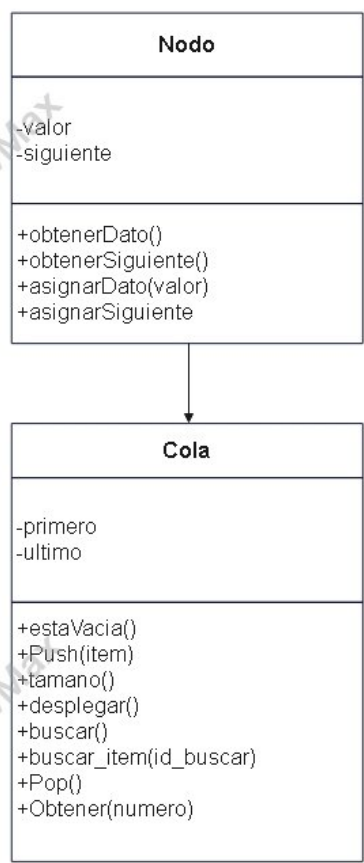 Nodo
-valor
-siguiente
+obtenerDato()
+obtenerSiguiente()
+asignarDato(valor)
+asignarSiguiente
Cola
-primero
-ultimo
+estaVacia()
+Push(item)
+tamano()
+desplegar()
+buscar()
+buscar_item(id_buscar)
+Pop()
+Obtener(numero)